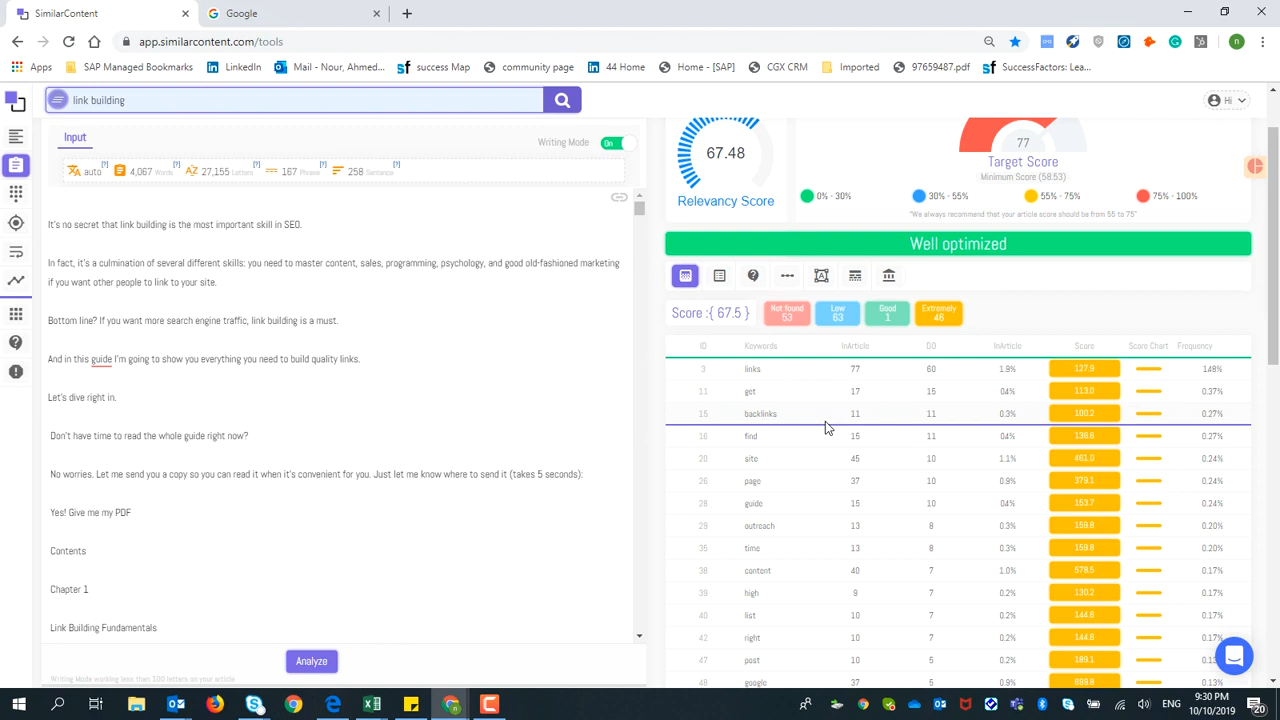 SimilarContent
Google
app.similarcontent.com/tools
Apps
SAP Managed Bookmarks
LinkedIn
Mail - Nour, Ahmed...
success Map
community page
44 Home
Home - [SAP]
CGX CRM
Imported
97659487.pdf
SuccessFactors: Lea...
link building
Hi
Input
Writing Mode
On
auto [?]
4,067 Words [?]
27,155 Letters [?]
167 Phrase [?]
258 Sentence [?]
It's no secret that link building is the most important skill in SEO.
In fact, it's a culmination of several different skills: you need to master content, sales, programming, psychology, and good old-fashioned marketing
if you want other people to link to your site.
Bottom line? If you want more search engine traffic, link building is a must.
And in this guide I'm going to show you everything you need to build quality links.
Let's dive right in.
Don't have time to read the whole guide right now?
No worries. Let me send you a copy so you can read it when it's convenient for you. Just let me know where to send it (takes 5 seconds):
Yes! Give me my PDF
Contents
Chapter 1
Link Building Fundamentals
Analyze
Writing Mode working less than 100 letters on your article
67.48
Relevancy Score
77
Target Score
Minimum Score (58.53)
0% - 30%
30% - 55%
55% - 75%
75% - 100%
"We always recommend that your article score should be from 55 to 75"
Well optimized
Score :{ 67.5 }
Not found 53
Low 63
Good 1
Extremely 46
ID Keywords InArticle DO InArticle Score Score Chart Frequency
3 links 77 60 1.9% 127.9 1.48%
11 get 17 15 04% 113.0 0.37%
15 backlinks 11 11 0.3% 100.2 0.27%
16 find 15 11 04% 136.6 0.27%
20 site 45 10 1.1% 461.0 0.24%
26 page 37 10 0.9% 379.1 0.24%
28 guide 15 10 04% 153.7 0.24%
29 outreach 13 8 0.3% 159.8 0.20%
35 time 13 8 0.3% 159.8 0.20%
38 content 40 7 1.0% 578.5 0.17%
39 high 9 7 0.2% 130.2 0.17%
40 list 10 7 0.2% 144.6 0.17%
42 right 10 7 0.2% 144.6 0.17%
47 post 10 5 0.2% 189.1
48 google 37 5 0.9% 698.8 0.13%
9:30 PM
10/10/2019
20